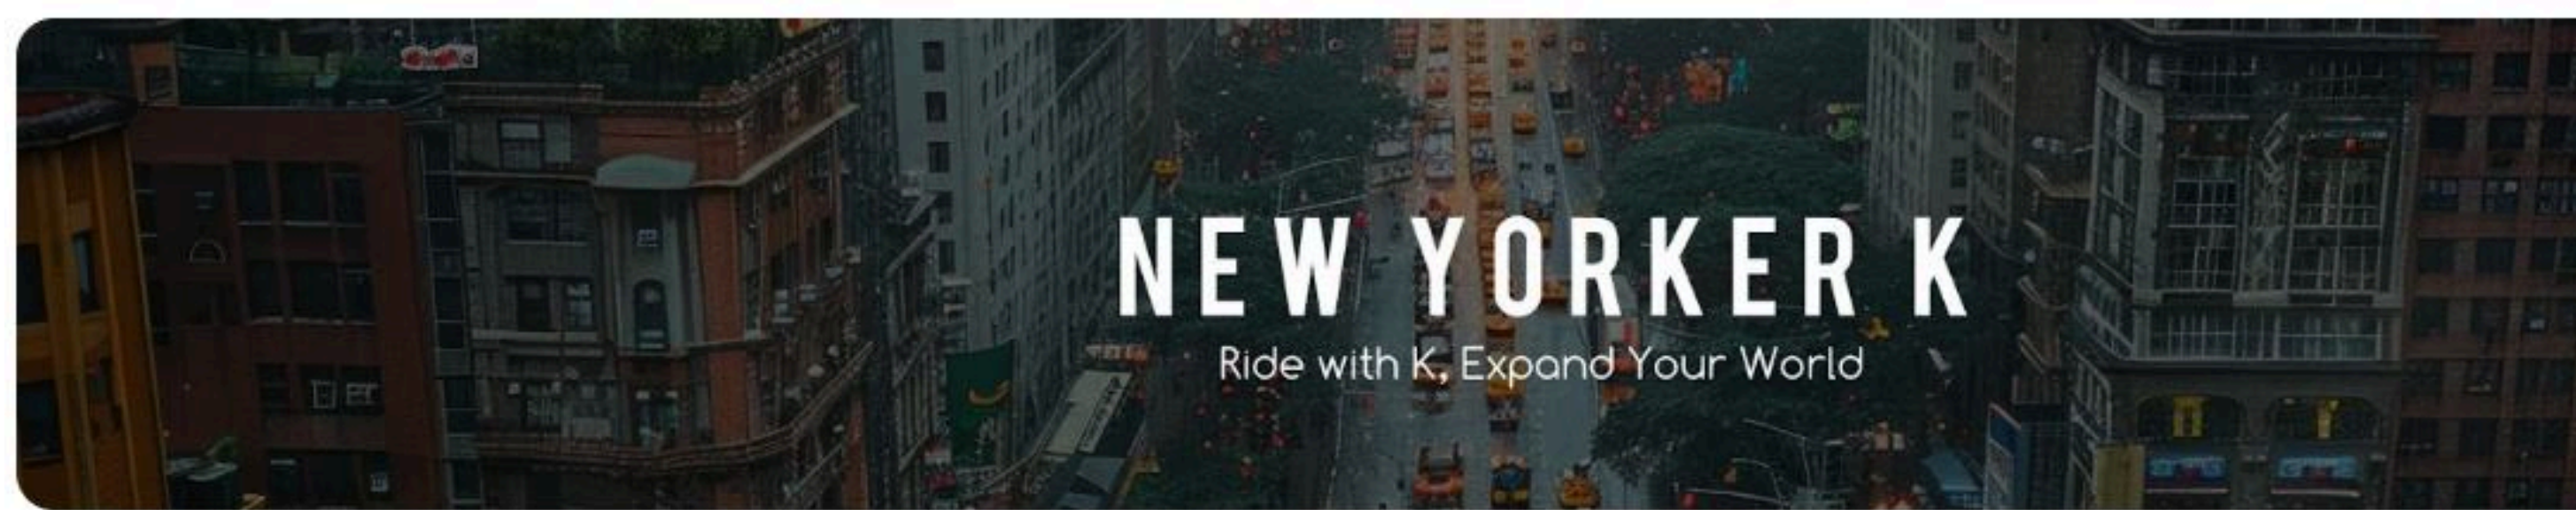 NEW YORKER K
Ride with K, Expand Your World